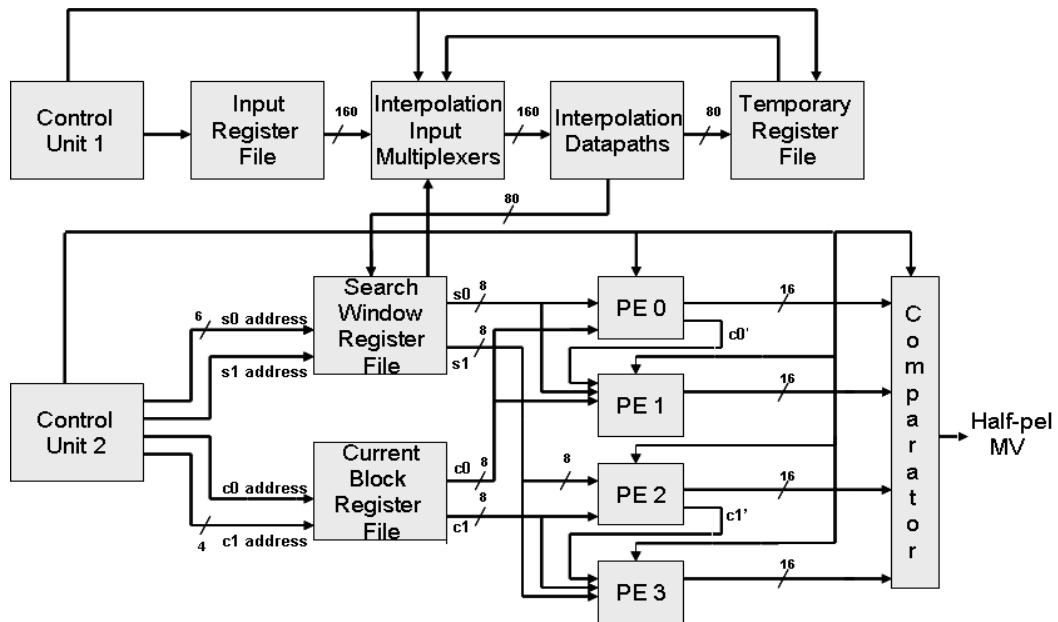 Control
Unit 1
Input
Register
File
160
Interpolation
Input
Multiplexers
160
Interpolation
Datapaths
80
Temporary
Register
File
80
Control
Unit 2
6
s0 address
s1 address
c0 address
4
c1 address
Search
Window
Register
File
s0
8
8
s1
Current
Block
Register
File
c0
8
8
c1
8
PE 0
c0'
PE 1
PE 2
c1'
PE 3
16
16
16
16
C
o
m
p
a
r
a
t
o
r
Half-pel
MV